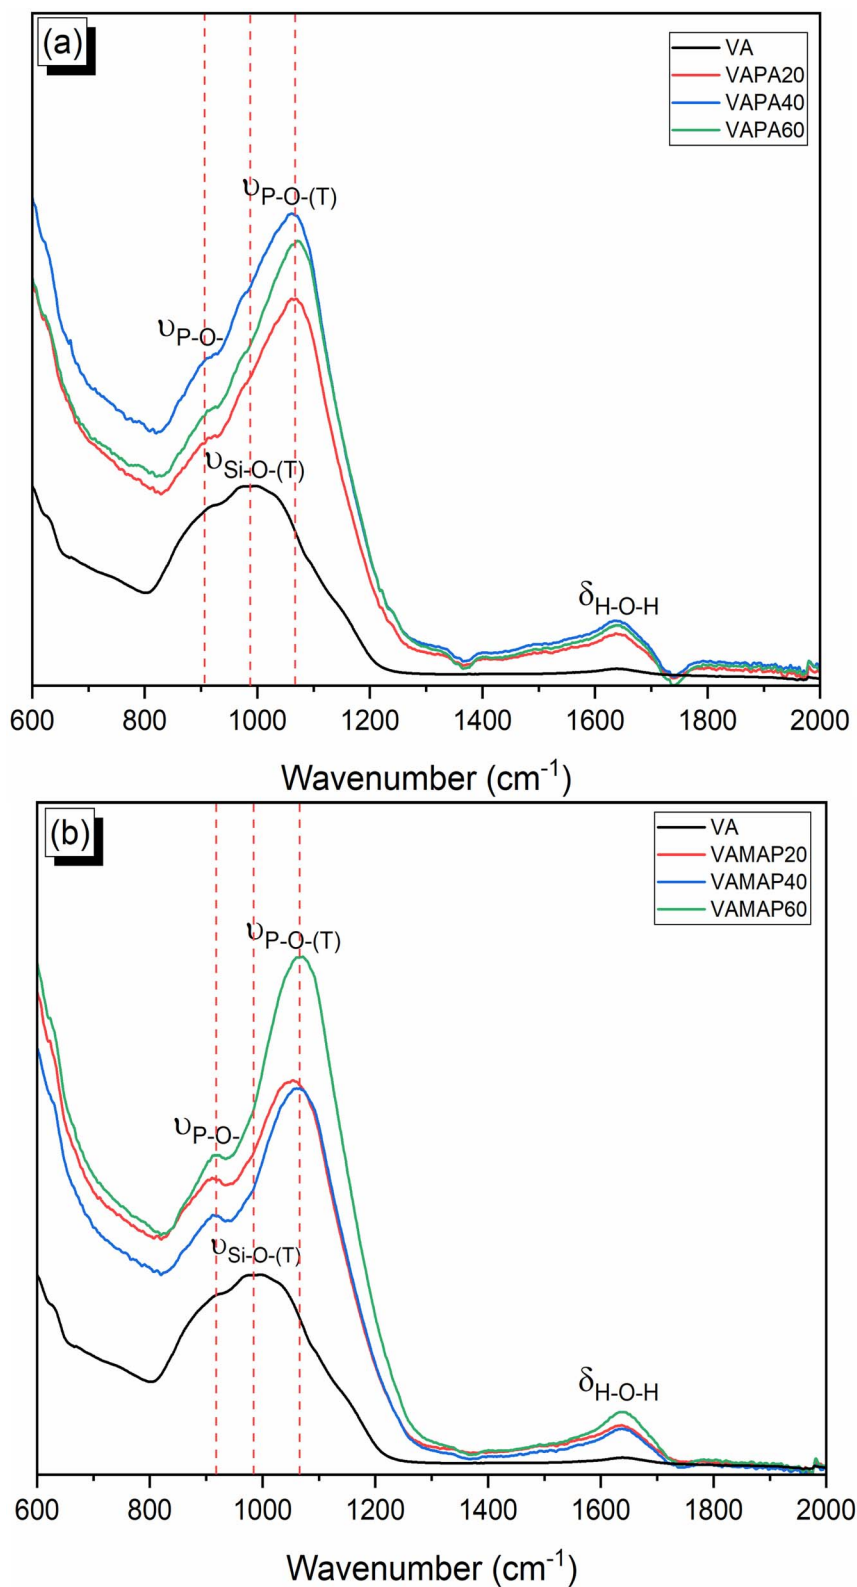 (a)
VA
VAPA20
VAPA40
VAPA60
υP-O-(T)
υP-O-
υSi-O-(T)
δH-O-H
600 800 1000 1200 1400 1600 1800 2000
Wavenumber (cm-1)
(b)
VA
VAMAP20
VAMAP40
VAMAP60
υP-O-(T)
υP-O-
υSi-O-(T)
δH-O-H
600 800 1000 1200 1400 1600 1800 2000
Wavenumber (cm-1)